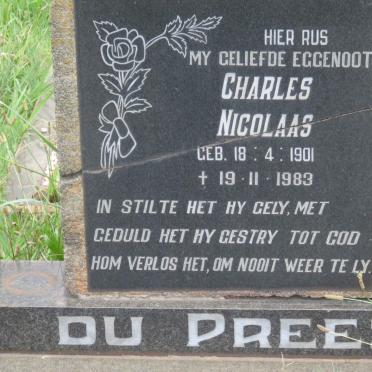 HIER RUS
MY GELIEFDE EGGENOOT
CHARLES
NICOLAAS
GEB. 18·4·1901
† 19·11·1983
IN STILTE HET HY GELY, MET
GEDULD HET HY GESTRY TOT GOD
HOM VERLOS HET, OM NOOIT WEER TE LY.
DU PREE